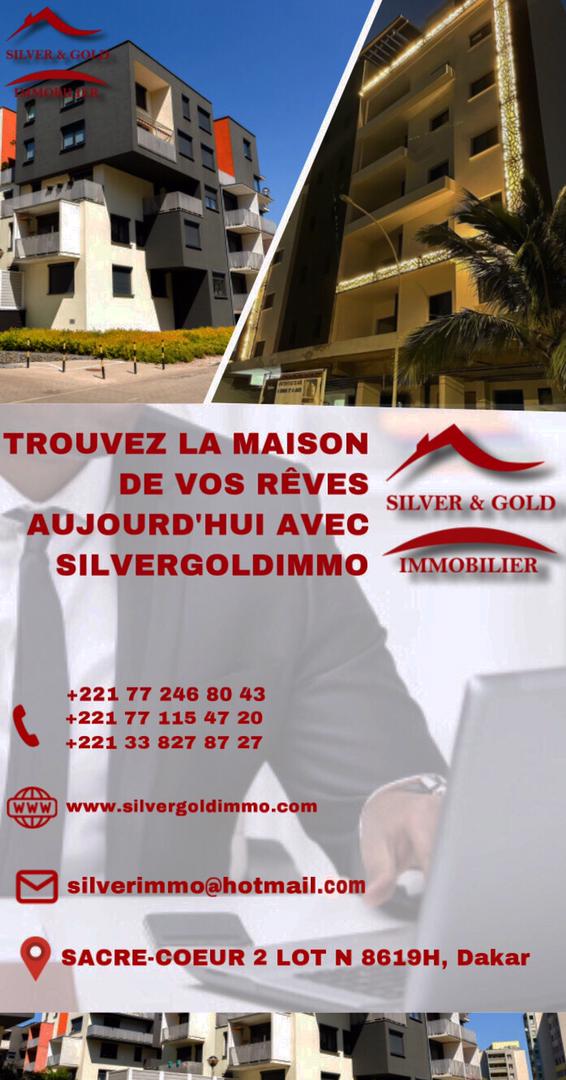 SILVER & GOLD
IMMOBILIER
TROUVEZ LA MAISON
DE VOS RÊVES
AUJOURD'HUI AVEC
SILVERGOLDIMMO
SILVER & GOLD
IMMOBILIER
+221 77 246 80 43
+221 77 115 47 20
+221 33 827 87 27
WWW
www.silvergoldimmo.com
silverimmo@hotmail.com
SACRE-COEUR 2 LOT N 8619H, Dakar